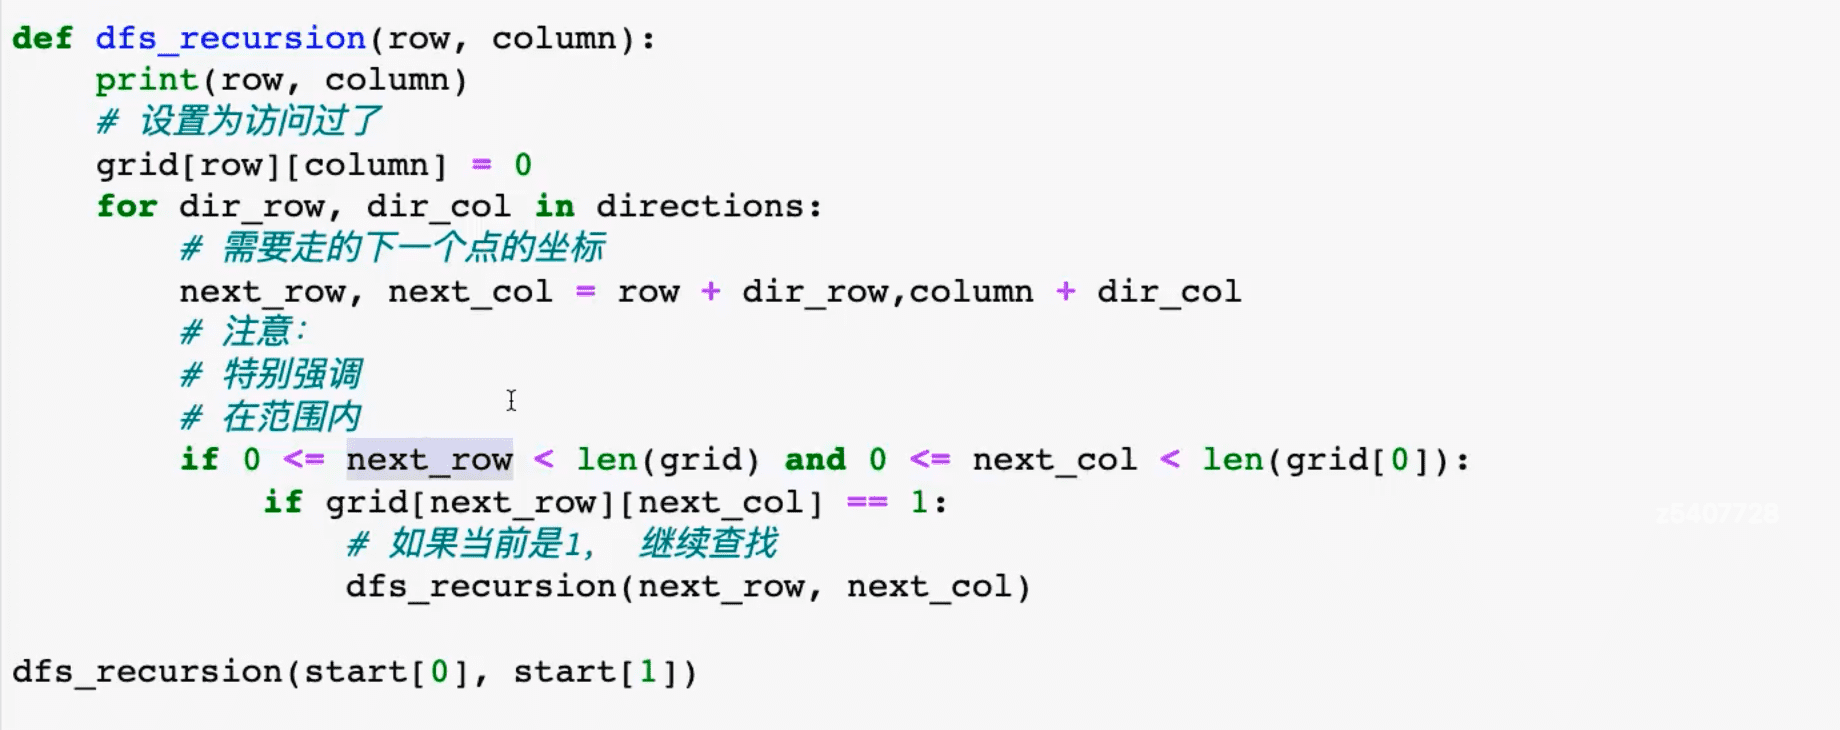 def dfs_recursion(row, column):
    print(row, column)
    # 设置为访问过了
    grid[row][column] = 0
    for dir_row, dir_col in directions:
        # 需要走的下一个点的坐标
        next_row, next_col = row + dir_row,column + dir_col
        # 注意：
        # 特别强调
        # 在范围内
        if 0 <= next_row < len(grid) and 0 <= next_col < len(grid[0]):
            if grid[next_row][next_col] == 1:
                # 如果当前是1， 继续查找
                dfs_recursion(next_row, next_col)
dfs_recursion(start[0], start[1])
z5407728